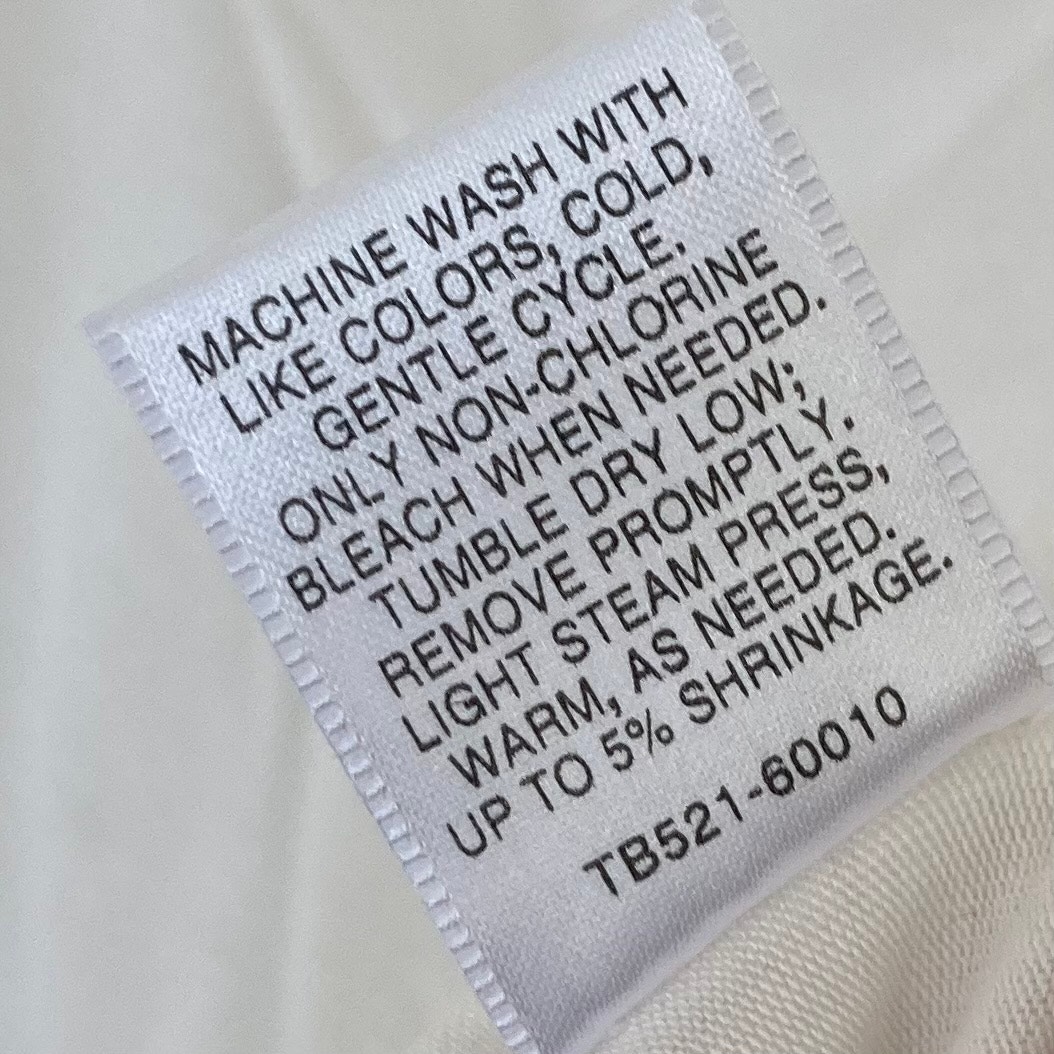 MACHINE WASH WITH
LIKE COLORS, COLD,
GENTLE CYCLE.
ONLY NON-CHLORINE
BLEACH WHEN NEEDED.
TUMBLE DRY LOW;
REMOVE PROMPTLY.
LIGHT STEAM PRESS,
WARM, AS NEEDED.
UP TO 5% SHRINKAGE.
TB521-60010